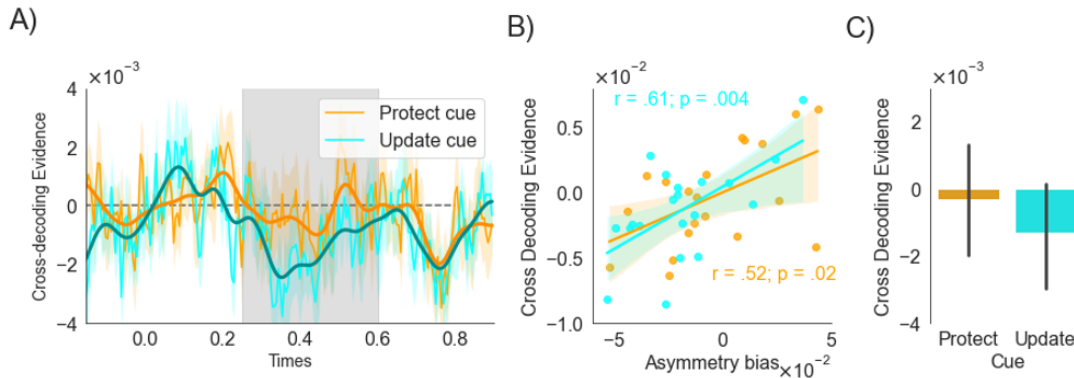 A)
×10⁻³
4
2
0
−2
−4
Cross-decoding Evidence
0.0 0.2 0.4 0.6 0.8
Times
Protect cue
Update cue
B)
×10⁻²
r = .61; p = .004
0.5
0.0
−0.5
−1.0
Cross Decoding Evidence
r = .52; p = .02
−5 0 5
Asymmetry bias ×10⁻²
C)
×10⁻³
4
2
0
−2
−4
Cross Decoding Evidence
Protect Update
Cue